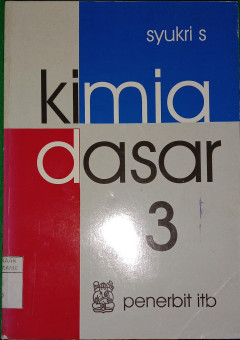 syukri s
kimia
dasar
3
penerbit itb